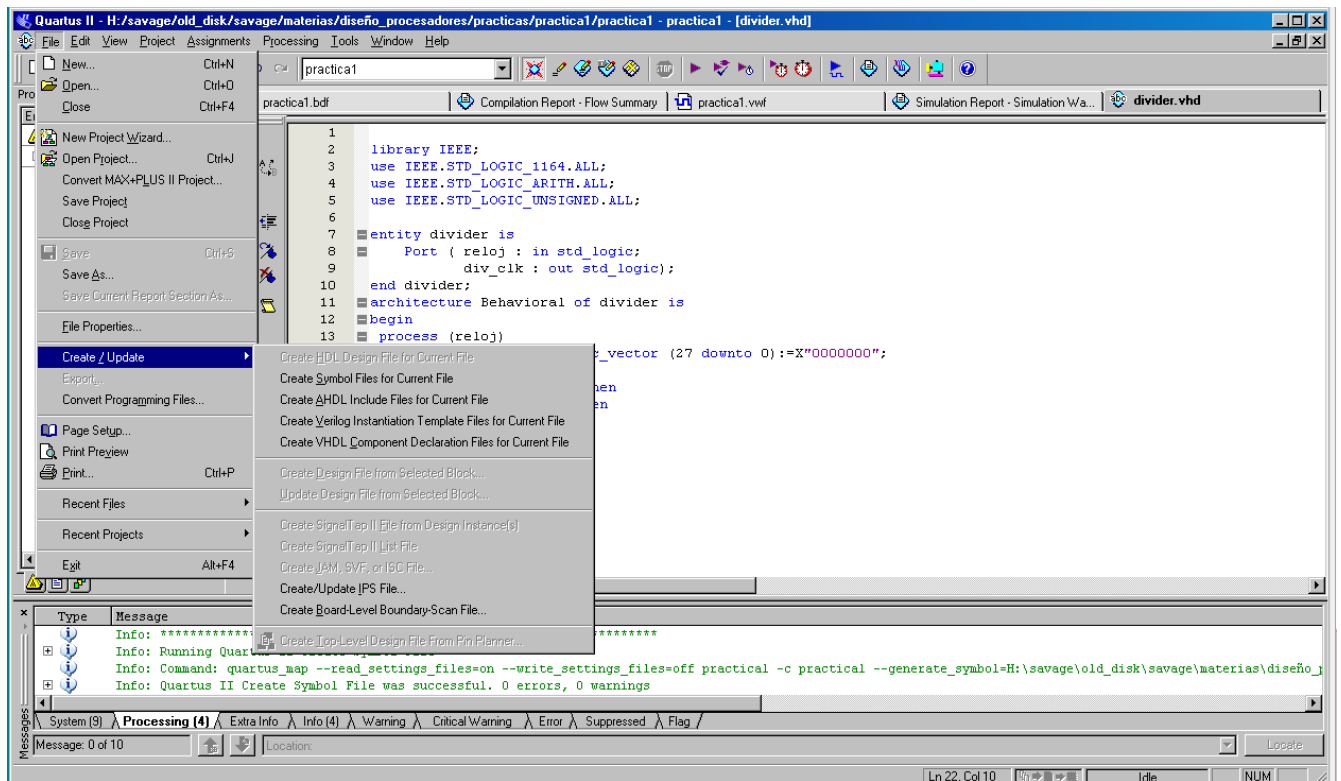 Quartus II - H:/savage/old_disk/savage/materias/diseño_procesadores/practicas/practica1/practica1 - practica1 - [divider.vhd]
File Edit View Project Assignments Processing Tools Window Help
New... Ctrl+N
practica1
Open... Ctrl+O
Close Ctrl+F4
practica1.bdf Compilation Report - Flow Summary practica1.vwf Simulation Report - Simulation Wa... divider.vhd
New Project Wizard...
Open Project... Ctrl+J
Convert MAX+PLUS II Project...
Save Project
Close Project
Save Ctrl+S
Save As...
Save Current Report Section As...
File Properties...
Create / Update
Export...
Convert Programming Files...
Page Setup...
Print Preview
Print... Ctrl+P
Recent Files
Recent Projects
Exit Alt+F4
1
2 library IEEE;
3 use IEEE.STD_LOGIC_1164.ALL;
4 use IEEE.STD_LOGIC_ARITH.ALL;
5 use IEEE.STD_LOGIC_UNSIGNED.ALL;
6
7 entity divider is
8 Port ( reloj : in std_logic;
9 div_clk : out std_logic);
10 end divider;
11 architecture Behavioral of divider is
12 begin
13 process (reloj)
c_vector (27 downto 0):=X"0000000";
Create HDL Design File for Current File
Create Symbol Files for Current File
Create AHDL Include Files for Current File
Create Verilog Instantiation Template Files for Current File
Create VHDL Component Declaration Files for Current File
Create Design File from Selected Block...
Update Design File from Selected Block...
Create SignalTap II File from Design Instance(s)
Create SignalTap II List File
Create JAM, SVF, or ISC File...
Create/Update IPS File...
Create Board-Level Boundary-Scan File...
Create Top-Level Design File From Pin Planner...
Type Message
Info: *************
Info: Running Quartus II Create Symbol File
Info: Command: quartus_map --read_settings_files=on --write_settings_files=off practica1 -c practica1 --generate_symbol=H:\savage\old_disk\savage\materias\diseño_p
Info: Quartus II Create Symbol File was successful. 0 errors, 0 warnings
System (9) Processing (4) Extra Info Info (4) Warning Critical Warning Error Suppressed Flag
Messages
Message: 0 of 10 Location: Locate
Ln 22, Col 10 Idle NUM